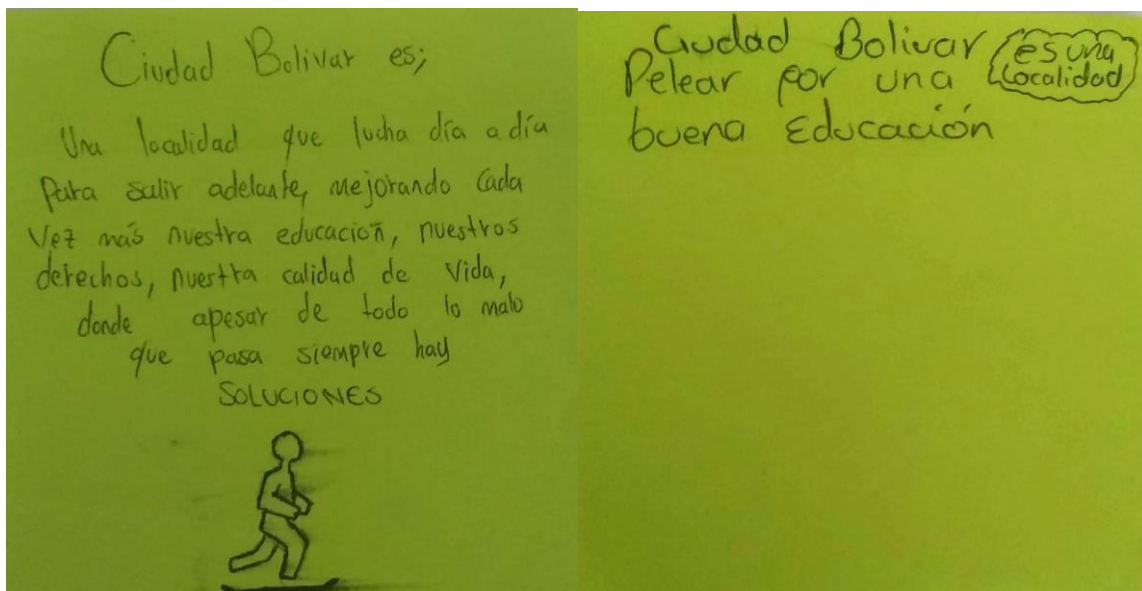 Ciudad Bolivar es;
Una localidad que lucha día a día
Para salir adelante, mejorando cada
vez más nuestra educación, nuestros
derechos, nuestra calidad de vida,
donde apesar de todo lo malo
que pasa siempre hay
SOLUCIONES
Ciudad Bolivar
es una
localidad
Pelear por una
buena Educación